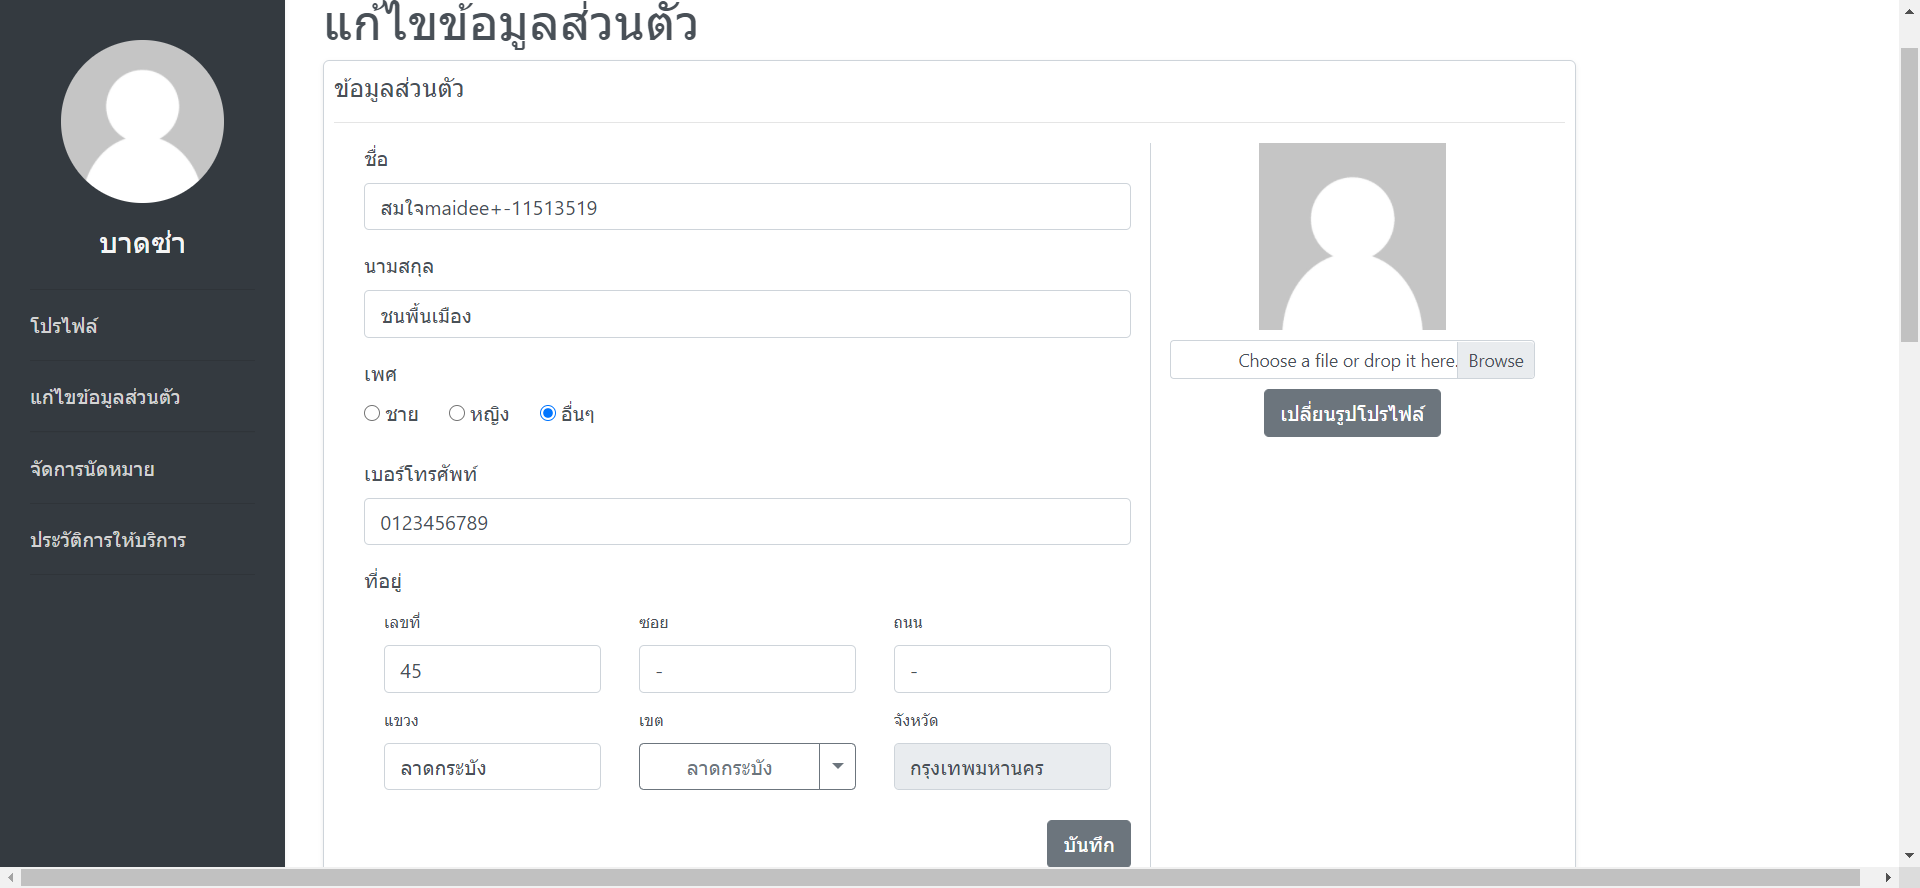 บาดซ่า
โปรไฟล์
แก้ไขข้อมูลส่วนตัว
จัดการนัดหมาย
ประวัติการให้บริการ
แก้ไขข้อมูลส่วนตัว
ข้อมูลส่วนตัว
ชื่อ
สมใจmaidee+-11513519
นามสกุล
ชนพื้นเมือง
เพศ
ชาย หญิง อื่นๆ
เบอร์โทรศัพท์
0123456789
ที่อยู่
เลขที่ ซอย ถนน
45 - -
แขวง เขต จังหวัด
ลาดกระบัง ลาดกระบัง กรุงเทพมหานคร
บันทึก
Choose a file or drop it here. Browse
เปลี่ยนรูปโปรไฟล์